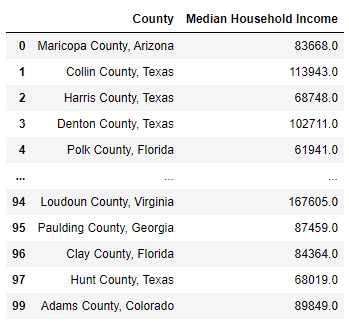 County Median Household Income
0 Maricopa County, Arizona 83668.0
1 Collin County, Texas 113943.0
2 Harris County, Texas 68748.0
3 Denton County, Texas 102711.0
4 Polk County, Florida 61941.0
... ... ...
94 Loudoun County, Virginia 167605.0
95 Paulding County, Georgia 87459.0
96 Clay County, Florida 84364.0
97 Hunt County, Texas 68019.0
99 Adams County, Colorado 89849.0